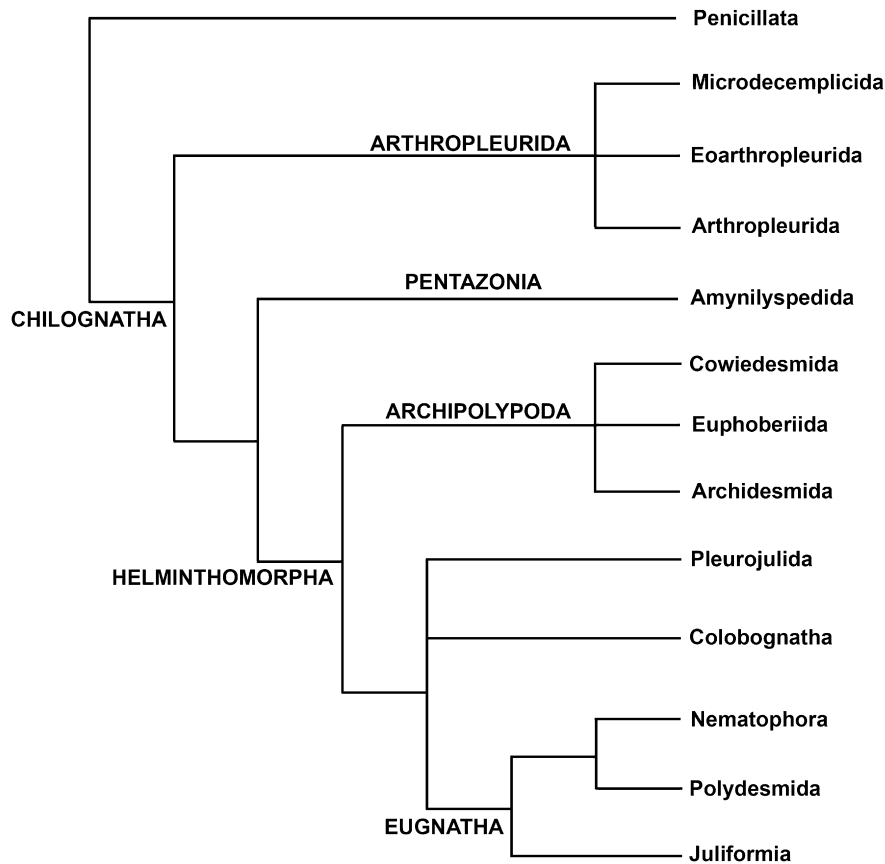 Penicillata
Microdecemplicida
ARTHROPLEURIDA
Eoarthropleurida
Arthropleurida
PENTAZONIA
Amynilyspedida
CHILOGNATHA
Cowiedesmida
ARCHIPOLYPODA
Euphoberiida
Archidesmida
Pleurojulida
HELMINTHOMORPHA
Colobognatha
Nematophora
Polydesmida
EUGNATHA
Juliformia